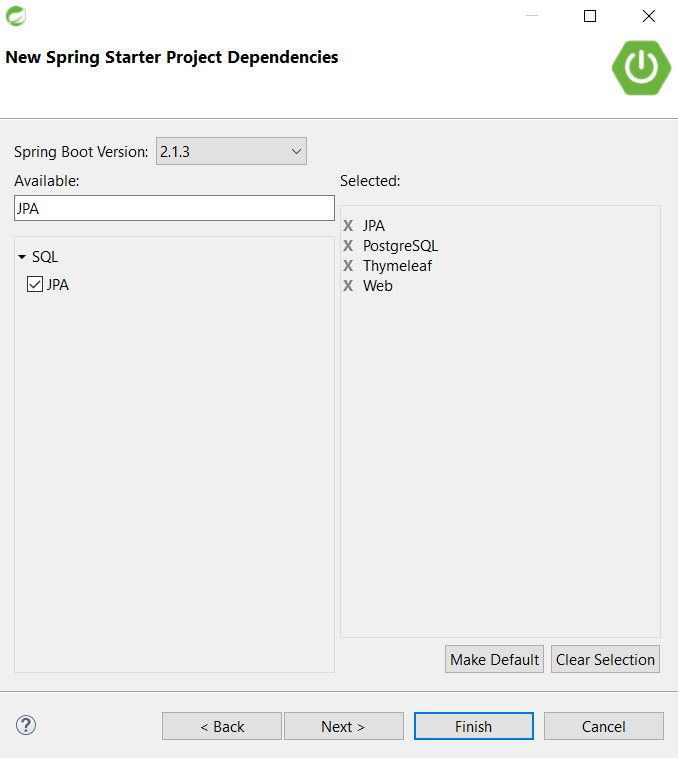 New Spring Starter Project Dependencies
Spring Boot Version: 2.1.3
Available:
Selected:
JPA
SQL
JPA
X JPA
X PostgreSQL
X Thymeleaf
X Web
Make Default
Clear Selection
?
< Back
Next >
Finish
Cancel